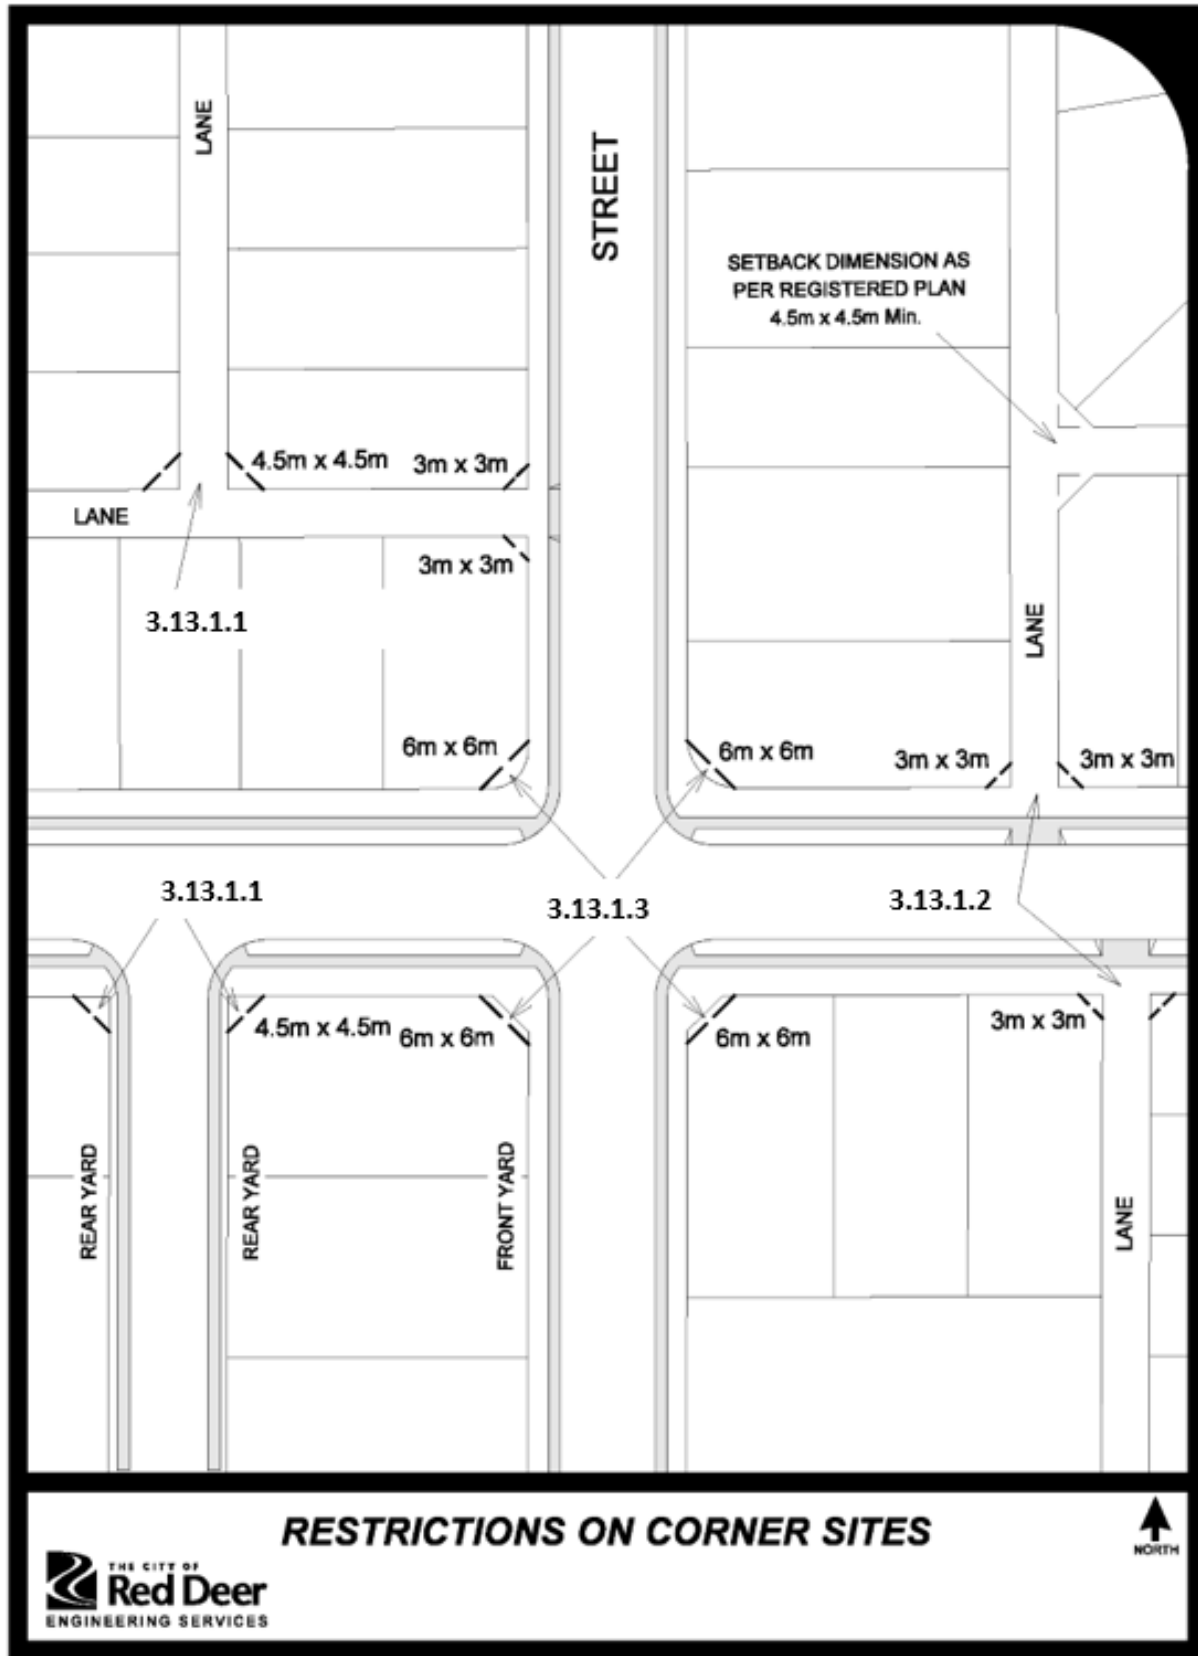 LANE
STREET
SETBACK DIMENSION AS
PER REGISTERED PLAN
4.5m x 4.5m Min.
4.5m x 4.5m
3m x 3m
LANE
3m x 3m
3.13.1.1
LANE
6m x 6m
6m x 6m
3m x 3m
3m x 3m
3.13.1.1
3.13.1.3
3.13.1.2
4.5m x 4.5m
6m x 6m
6m x 6m
3m x 3m
REAR YARD
REAR YARD
FRONT YARD
LANE
RESTRICTIONS ON CORNER SITES
NORTH
THE CITY OF
Red Deer
ENGINEERING SERVICES